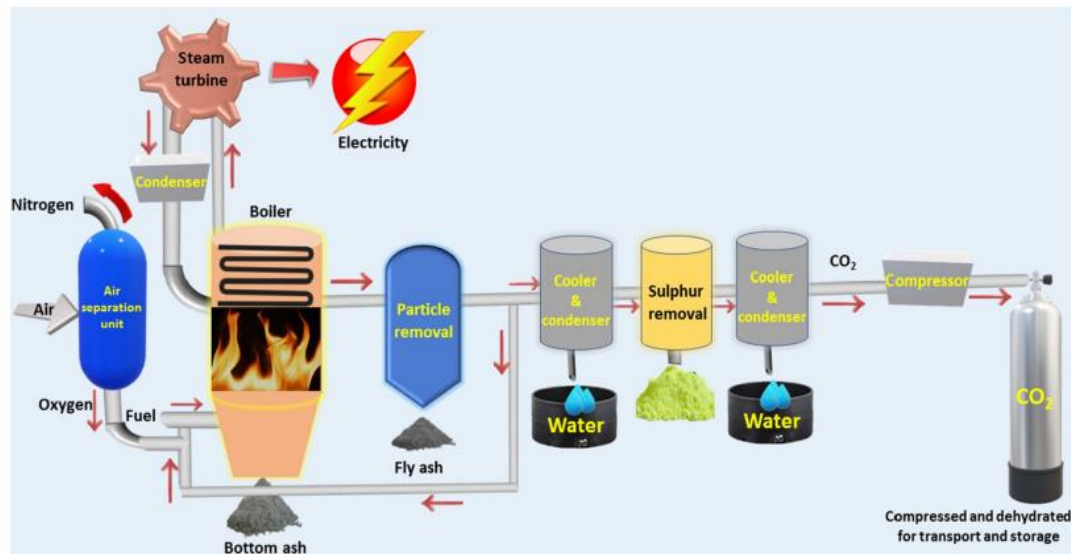 Steam
turbine
Electricity
Condenser
Nitrogen
Boiler
Air
Air
separation
unit
Oxygen
Fuel
Particle
removal
Cooler
&
condenser
Sulphur
removal
Cooler
&
condenser
CO₂
Compressor
Water
Water
CO₂
Fly ash
Bottom ash
Compressed and dehydrated
for transport and storage